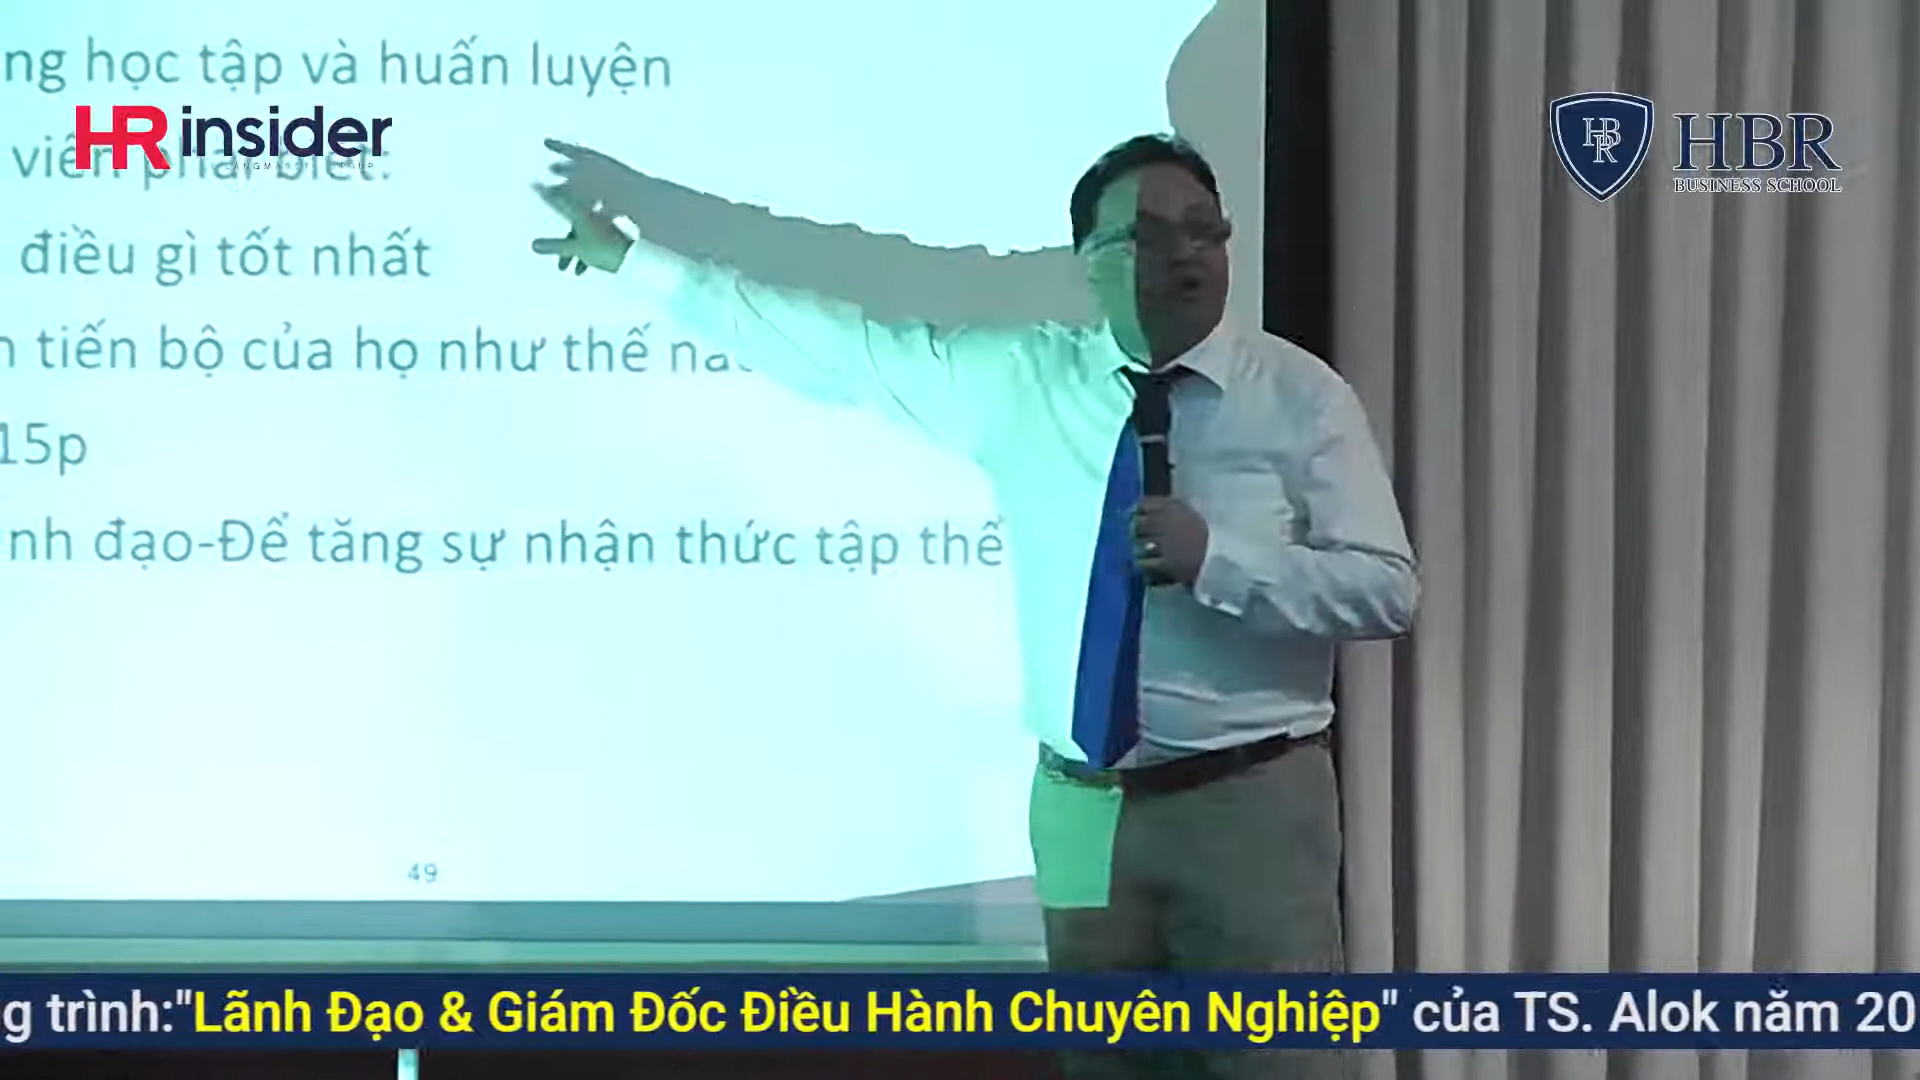 ng học tập và huấn luyện
HR insider
viên phải biết:
HBR
BUSINESS SCHOOL
điều gì tốt nhất
tiến bộ của họ như thế
15p
nh đạo-Để tăng sự nhận thức tập thể
49
g trình:"Lãnh Đạo & Giám Đốc Điều Hành Chuyên Nghiệp" của TS. Alok năm 20